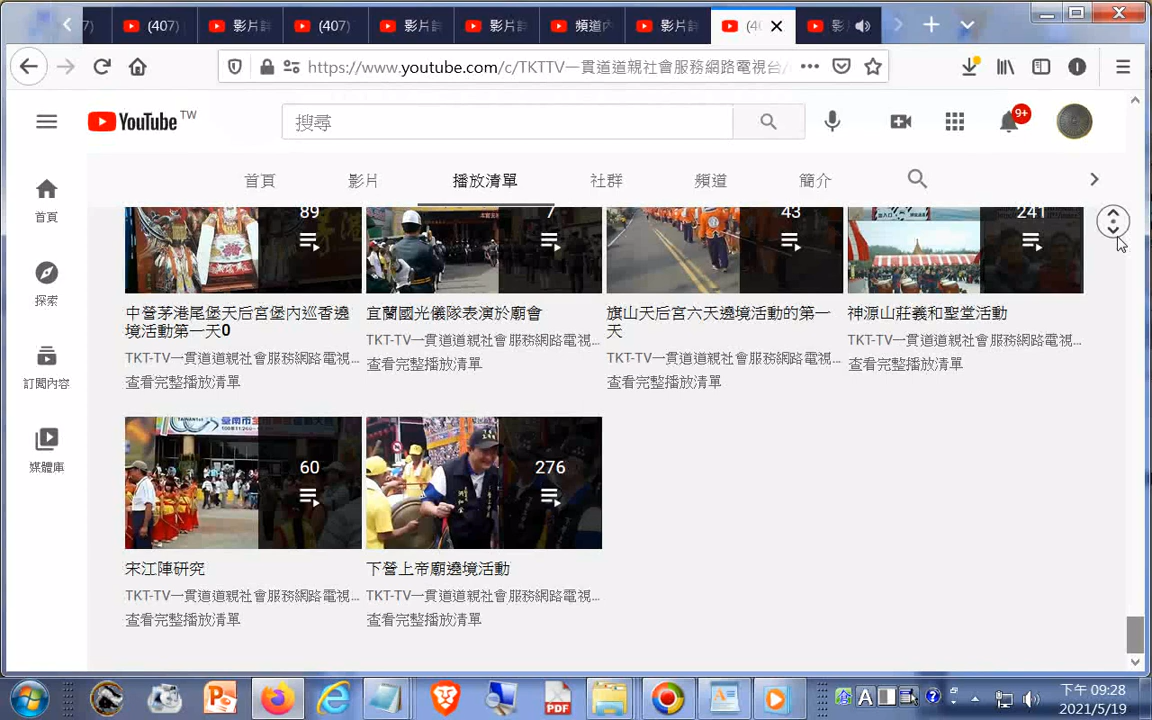 7)
(407)
影片詳
(407)
影片詳
影片詳
頻道內
影片詳
(40
影片
https://www.youtube.com/c/TKTTV一貫道道親社會服務網路電視台/
YouTube TW
搜尋
9+
首頁
影片
播放清單
社群
頻道
簡介
首頁
探索
訂閱內容
媒體庫
89
7
43
241
中營茅港尾堡天后宮堡內巡香遶境活動第一天0
TKT-TV一貫道道親社會服務網路電視...
查看完整播放清單
宜蘭國光儀隊表演於廟會
TKT-TV一貫道道親社會服務網路電視...
查看完整播放清單
旗山天后宮六天遶境活動的第一天
TKT-TV一貫道道親社會服務網路電視...
查看完整播放清單
神源山莊義和聖堂活動
TKT-TV一貫道道親社會服務網路電視...
查看完整播放清單
60
276
宋江陣研究
TKT-TV一貫道道親社會服務網路電視...
查看完整播放清單
下營上帝廟遶境活動
TKT-TV一貫道道親社會服務網路電視...
查看完整播放清單
PDF
A
下午 09:28
2021/5/19